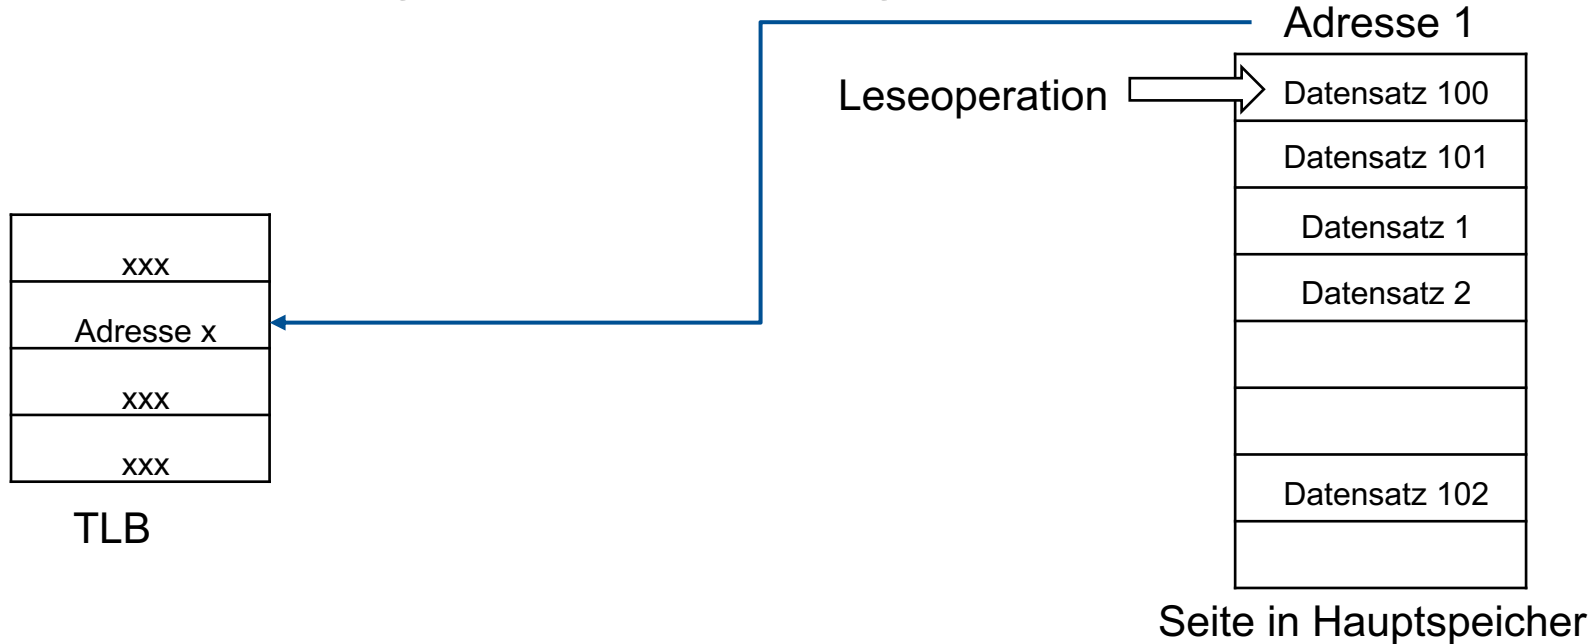 Adresse 1
Leseoperation
Datensatz 100
Datensatz 101
Datensatz 1
Datensatz 2
Datensatz 102
Seite in Hauptspeicher
xxx
Adresse x
xxx
xxx
TLB